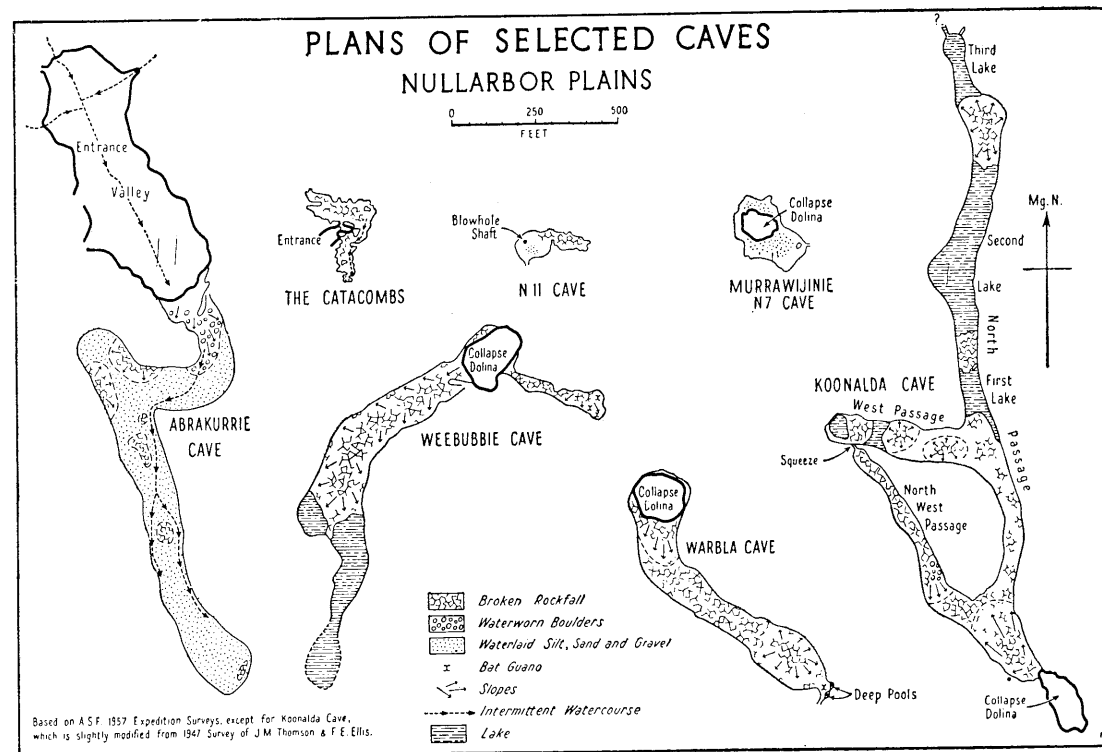 PLANS OF SELECTED CAVES
NULLARBOR PLAINS
0 250 500
FEET
Entrance
Valley
ABRAKURRIE
CAVE
Entrance
THE CATACOMBS
Blowhole
Shaft
N 11 CAVE
Collapse
Dolina
MURRAWIJINIE
N7 CAVE
Collapse
Dolina
WEEBUBBIE CAVE
Collapse
Dolina
WARBLA CAVE
Deep Pools
?
Third
Lake
Mg. N.
Second
Lake
North
First
Lake
Passage
KOONALDA CAVE
West Passage
Squeeze
North
West
Passage
Collapse
Dolina
Broken Rockfall
Waterworn Boulders
Waterlaid Silt, Sand and Gravel
x Bat Guano
Slopes
Intermittent Watercourse
Lake
Based on A.S.F. 1957 Expedition Surveys, except for Koonalda Cave,
which is slightly modified from 1947 Survey of J.M Thomson & F.E. Ellis.